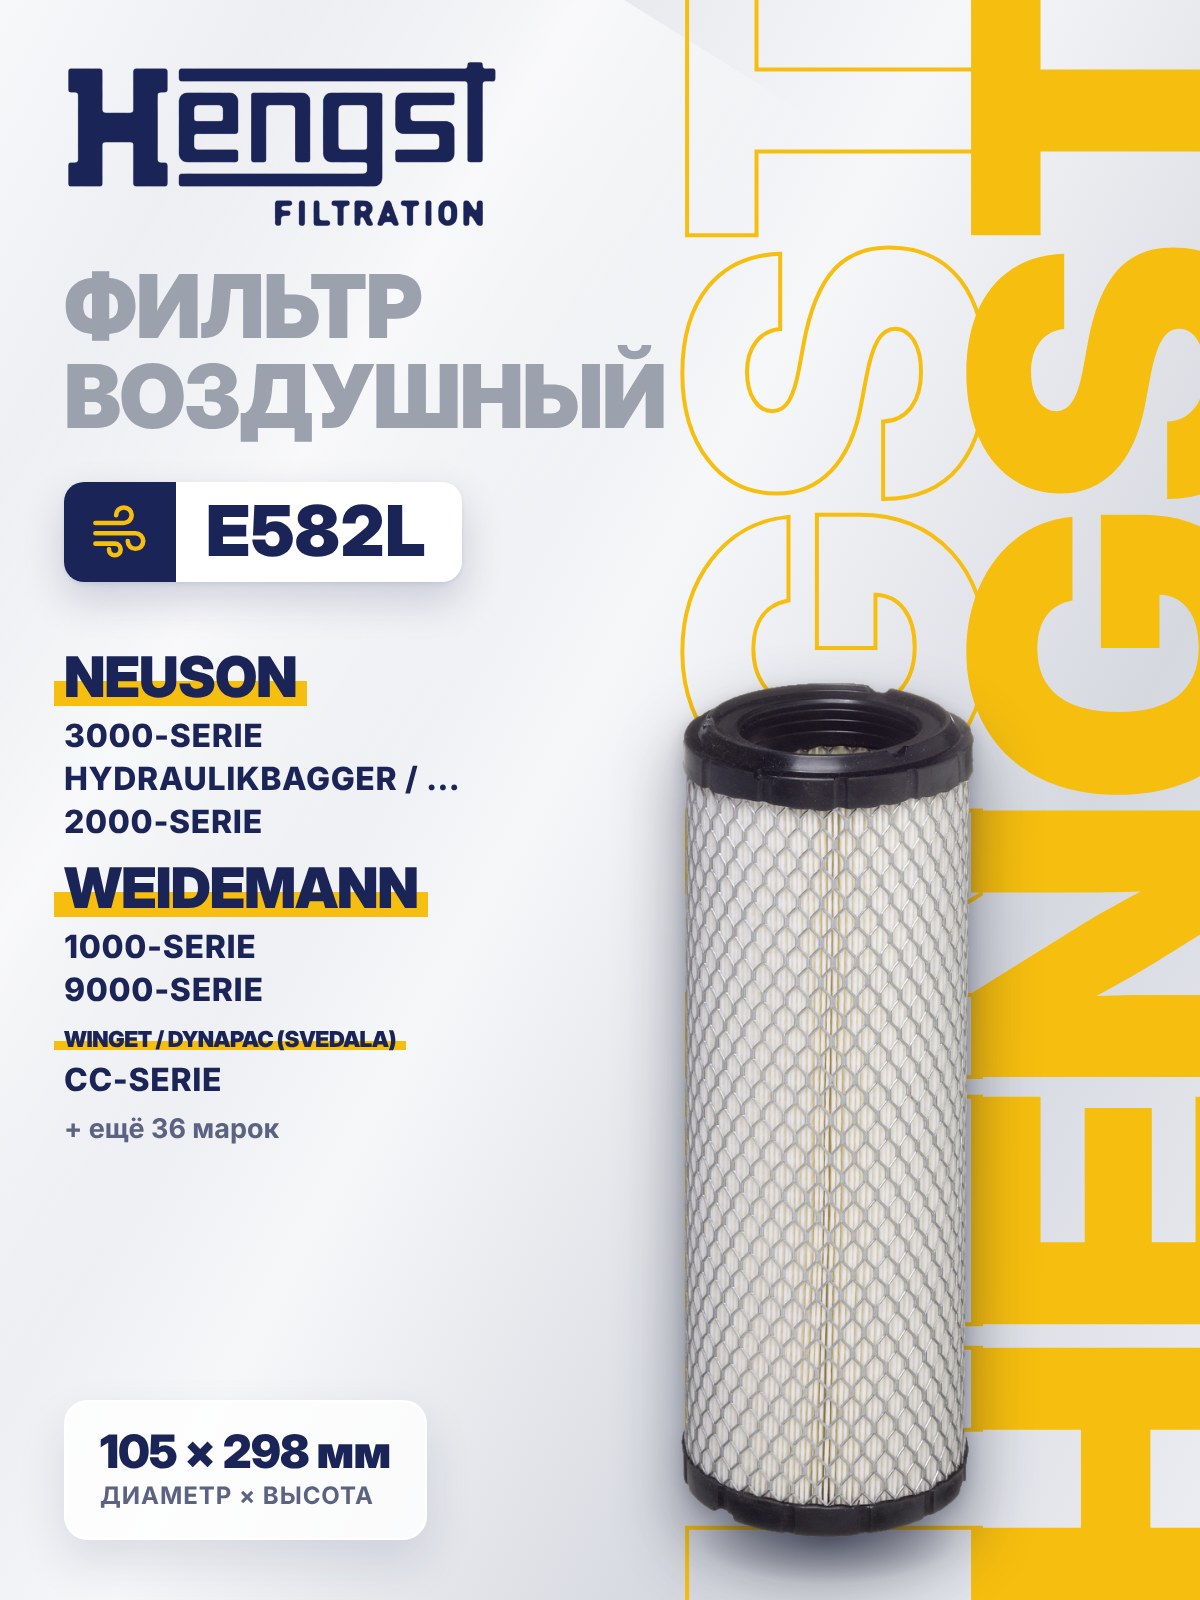 Hengst
FILTRATION
ФИЛЬТР
ВОЗДУШНЫЙ
E582L
NEUSON
3000-SERIE
HYDRAULIKBAGGER / ...
2000-SERIE
WEIDEMANN
1000-SERIE
9000-SERIE
WINGET / DYNAPAC (SVEDALA)
CC-SERIE
+ ещё 36 марок
105 × 298 мм
ДИАМЕТР × ВЫСОТА
HENGST
HENGST